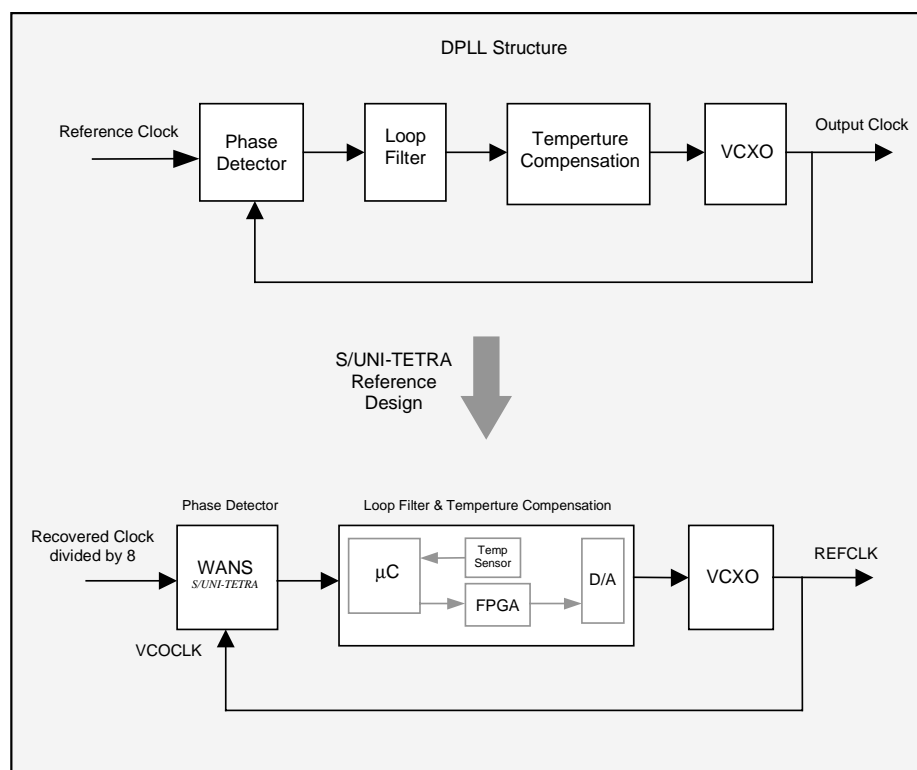 DPLL Structure
Reference Clock
Phase
Detector
Loop
Filter
Temperture
Compensation
VCXO
Output Clock
S/UNI-TETRA
Reference
Design
Phase Detector
Loop Filter & Temperture Compensation
Recovered Clock
divided by 8
WANS
S/UNI-TETRA
μC
Temp
Sensor
FPGA
D/A
VCXO
REFCLK
VCOCLK